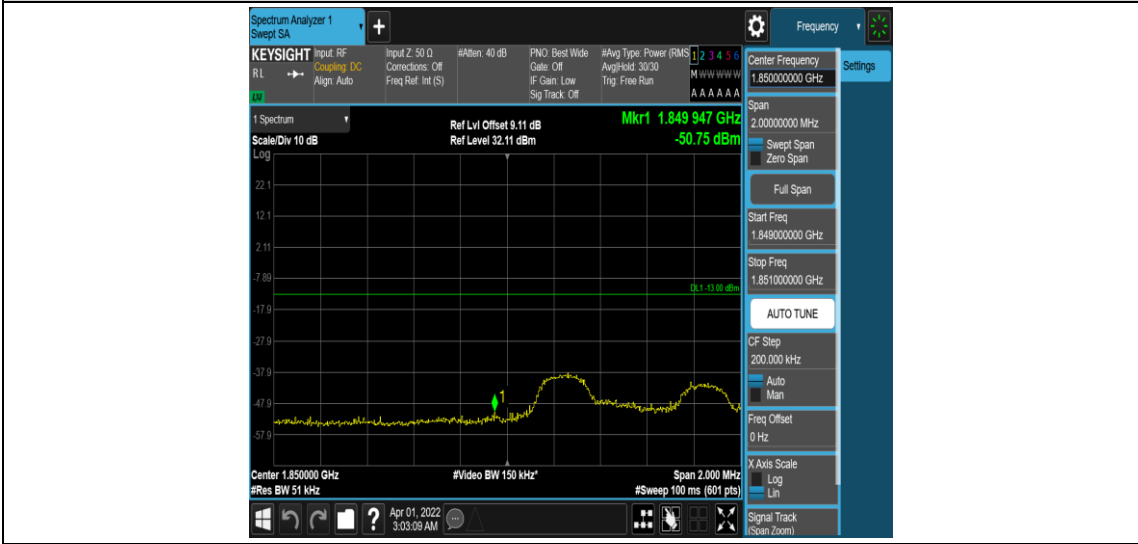 Spectrum Analyzer 1
Swept SA
+
Frequency
KEYSIGHT
RL
Input: RF
Coupling: DC
Align: Auto
Input Z: 50 Ω
Corrections: Off
Freq Ref: Int (S)
#Atten: 40 dB
PNO: Best Wide
Gate: Off
IF Gain: Low
Sig Track: Off
#Avg Type: Power (RMS
Avg|Hold: 30/30
Trig: Free Run
1 2 3 4 5 6
M W W W W W
A A A A A A
1 Spectrum
Scale/Div 10 dB
Log
Ref Lvl Offset 9.11 dB
Ref Level 32.11 dBm
Mkr1 1.849 947 GHz
-50.75 dBm
22.1
12.1
2.11
-7.89
DL1 -13.00 dBm
-17.9
-27.9
-37.9
-47.9
1
-57.9
Center 1.850000 GHz
#Res BW 51 kHz
#Video BW 150 kHz*
Span 2.000 MHz
#Sweep 100 ms (601 pts)
?
Apr 01, 2022
3:03:09 AM
Center Frequency
1.850000000 GHz
Settings
Span
2.00000000 MHz
Swept Span
Zero Span
Full Span
Start Freq
1.849000000 GHz
Stop Freq
1.851000000 GHz
AUTO TUNE
CF Step
200.000 kHz
Auto
Man
Freq Offset
0 Hz
X Axis Scale
Log
Lin
Signal Track
(Span Zoom)